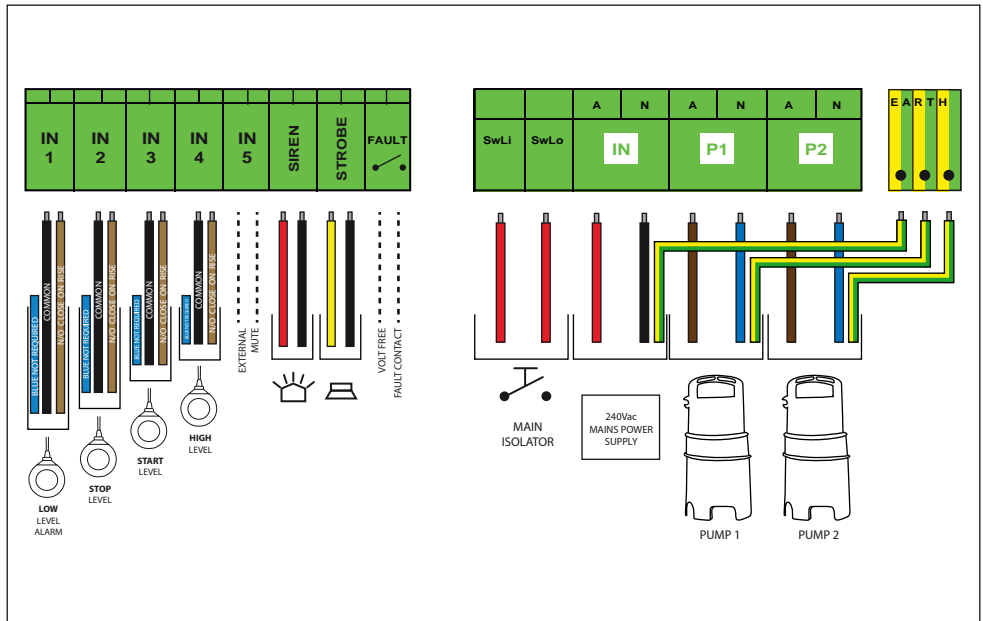 IN
1
IN
2
IN
3
IN
4
IN
5
SIREN
STROBE
FAULT
SwLi
SwLo
A
N
IN
A
N
P1
A
N
P2
E A R T H
BLUE NOT REQUIRED
COMMON
N/O CLOSE ON RISE
BLUE NOT REQUIRED
COMMON
N/O CLOSE ON RISE
BLUE NOT REQUIRED
COMMON
N/O CLOSE ON RISE
BLUE NOT REQUIRED
COMMON
N/O CLOSE ON RISE
EXTERNAL
MUTE
VOLT FREE
FAULT CONTACT
LOW
LEVEL
ALARM
STOP
LEVEL
START
LEVEL
HIGH
LEVEL
MAIN
ISOLATOR
240Vac
MAINS POWER
SUPPLY
PUMP 1
PUMP 2